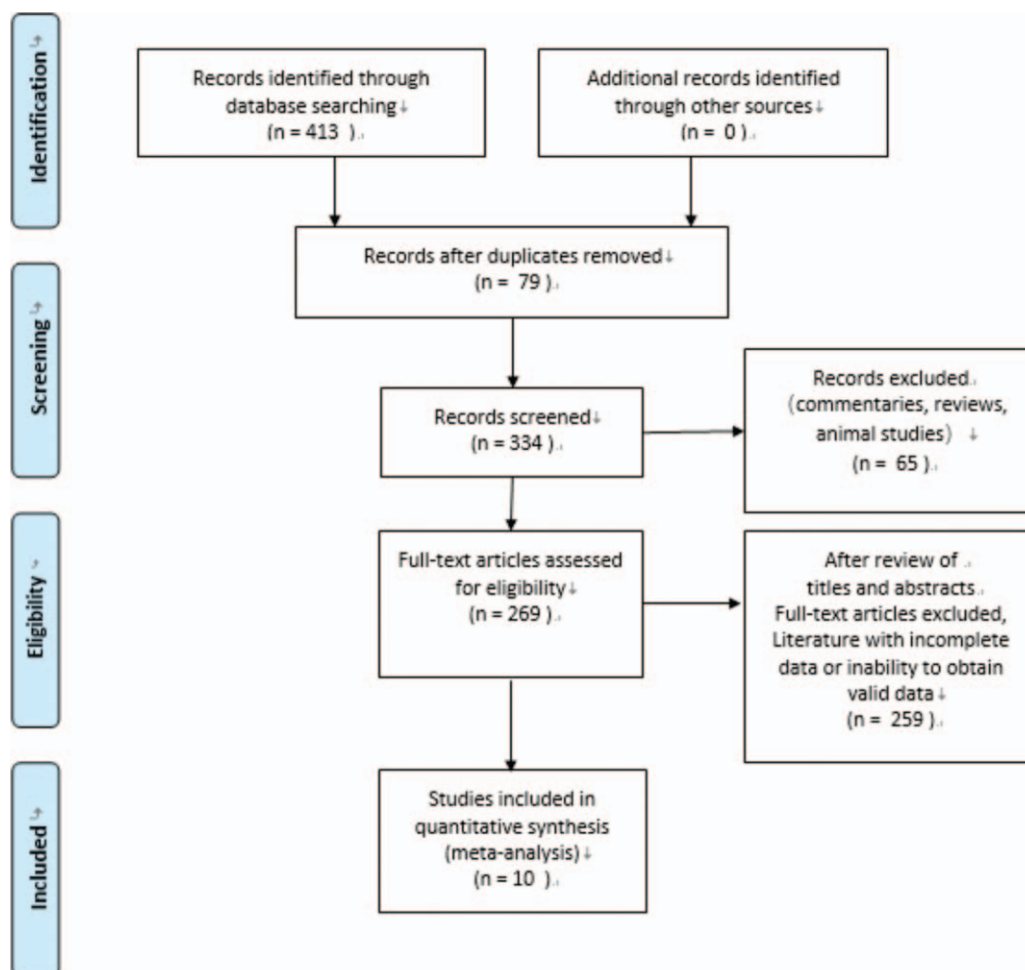 Identification
Records identified through
database searching↓
(n = 413 ).
Additional records identified
through other sources↓
(n = 0 ).
Records after duplicates removed↓
(n = 79 ).
Screening
Records screened↓
(n = 334 ).
Records excluded.
(commentaries, reviews,
animal studies) ↓
(n = 65 ).
Eligibility
Full-text articles assessed
for eligibility↓
(n = 269 ).
After review of .
titles and abstracts.
Full-text articles excluded,
Literature with incomplete
data or inability to obtain
valid data↓
(n = 259 ).
Included
Studies included in
quantitative synthesis
(meta-analysis)↓
(n = 10 ).